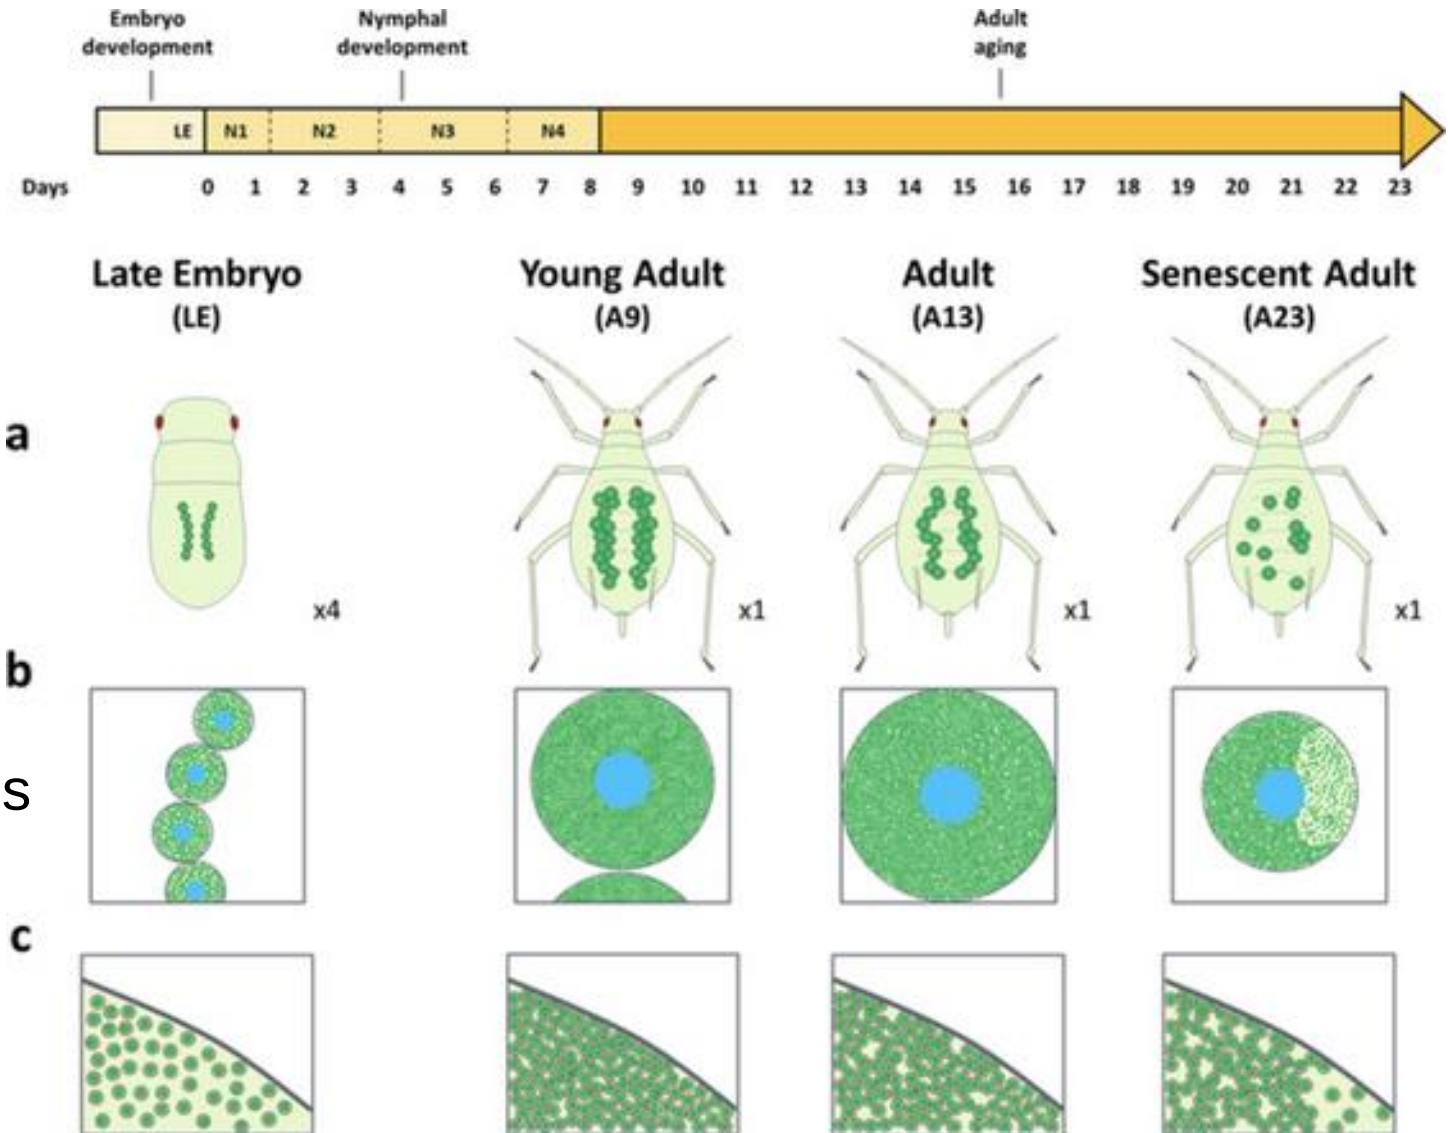 Embryo development
Nymphal development
Adult aging
LE N1 N2 N3 N4
Days 0 1 2 3 4 5 6 7 8 9 10 11 12 13 14 15 16 17 18 19 20 21 22 23
Late Embryo (LE)
Young Adult (A9)
Adult (A13)
Senescent Adult (A23)
a
x4
x1
x1
x1
b
S
c